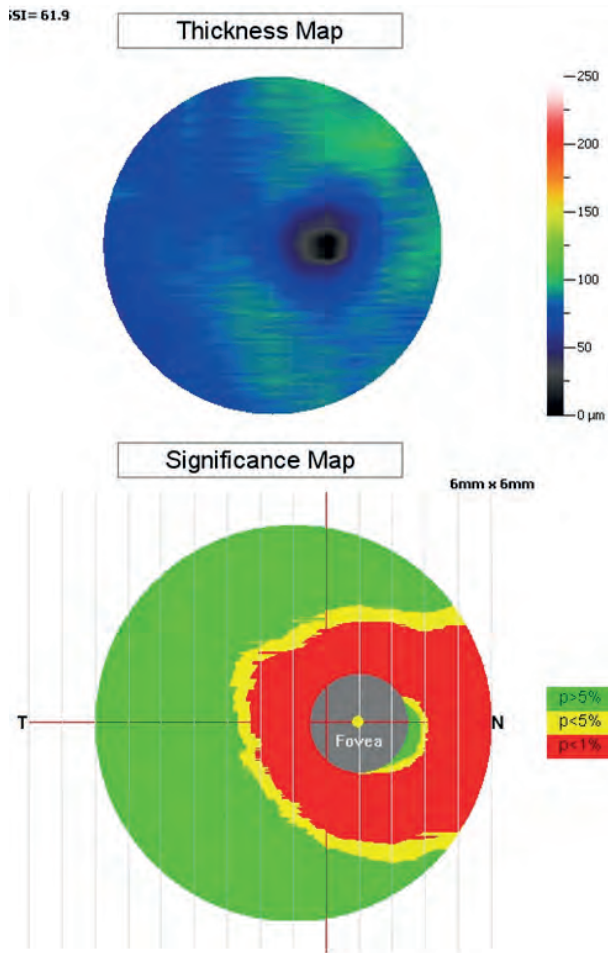 SSI= 61.9
Thickness Map
250
200
150
100
50
0 µm
Significance Map
6mm x 6mm
p>5%
p<5%
p<1%
T
N
Fovea